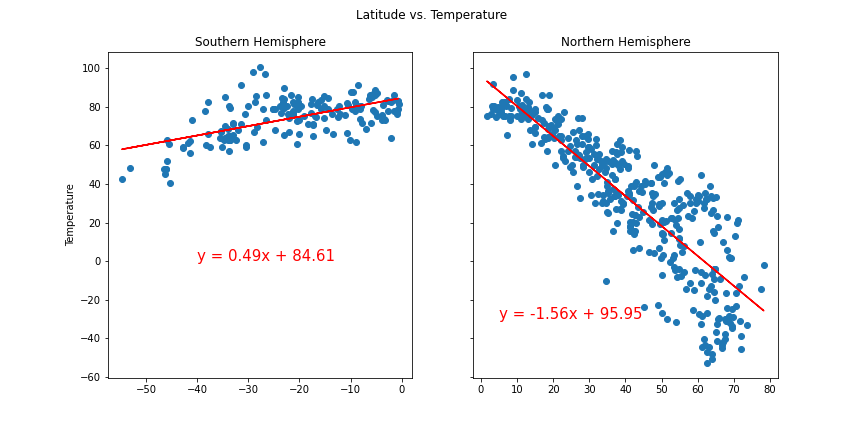 Latitude vs. Temperature
Southern Hemisphere
Northern Hemisphere
Temperature
100
80
60
40
20
0
−20
−40
−60
y = 0.49x + 84.61
y = -1.56x + 95.95
−50 −40 −30 −20 −10 0
0 10 20 30 40 50 60 70 80